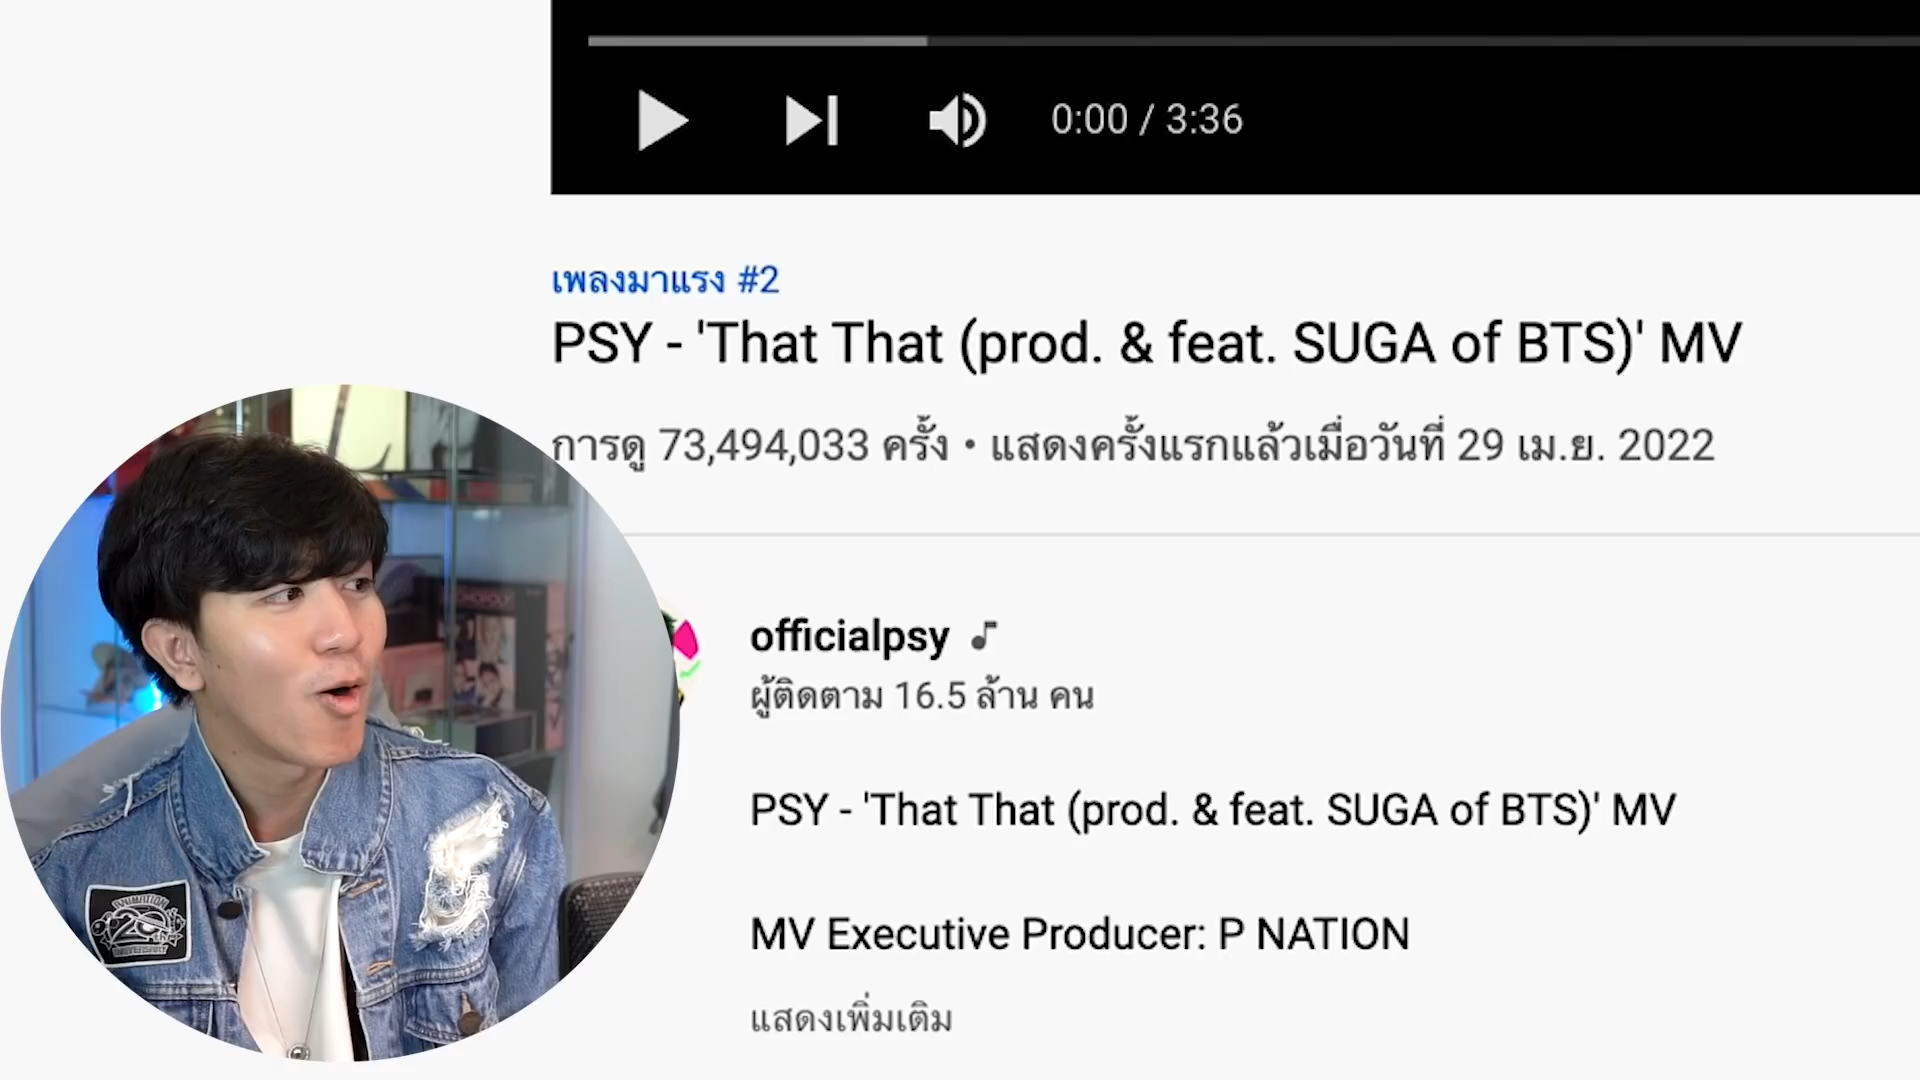 0:00 / 3:36
เพลงมาแรง #2
PSY - 'That That (prod. & feat. SUGA of BTS)' MV
การดู 73,494,033 ครั้ง • แสดงครั้งแรกแล้วเมื่อวันที่ 29 เม.ย. 2022
officialpsy
ผู้ติดตาม 16.5 ล้าน คน
PSY - 'That That (prod. & feat. SUGA of BTS)' MV
MV Executive Producer: P NATION
แสดงเพิ่มเติม
MONOPOLY
20th